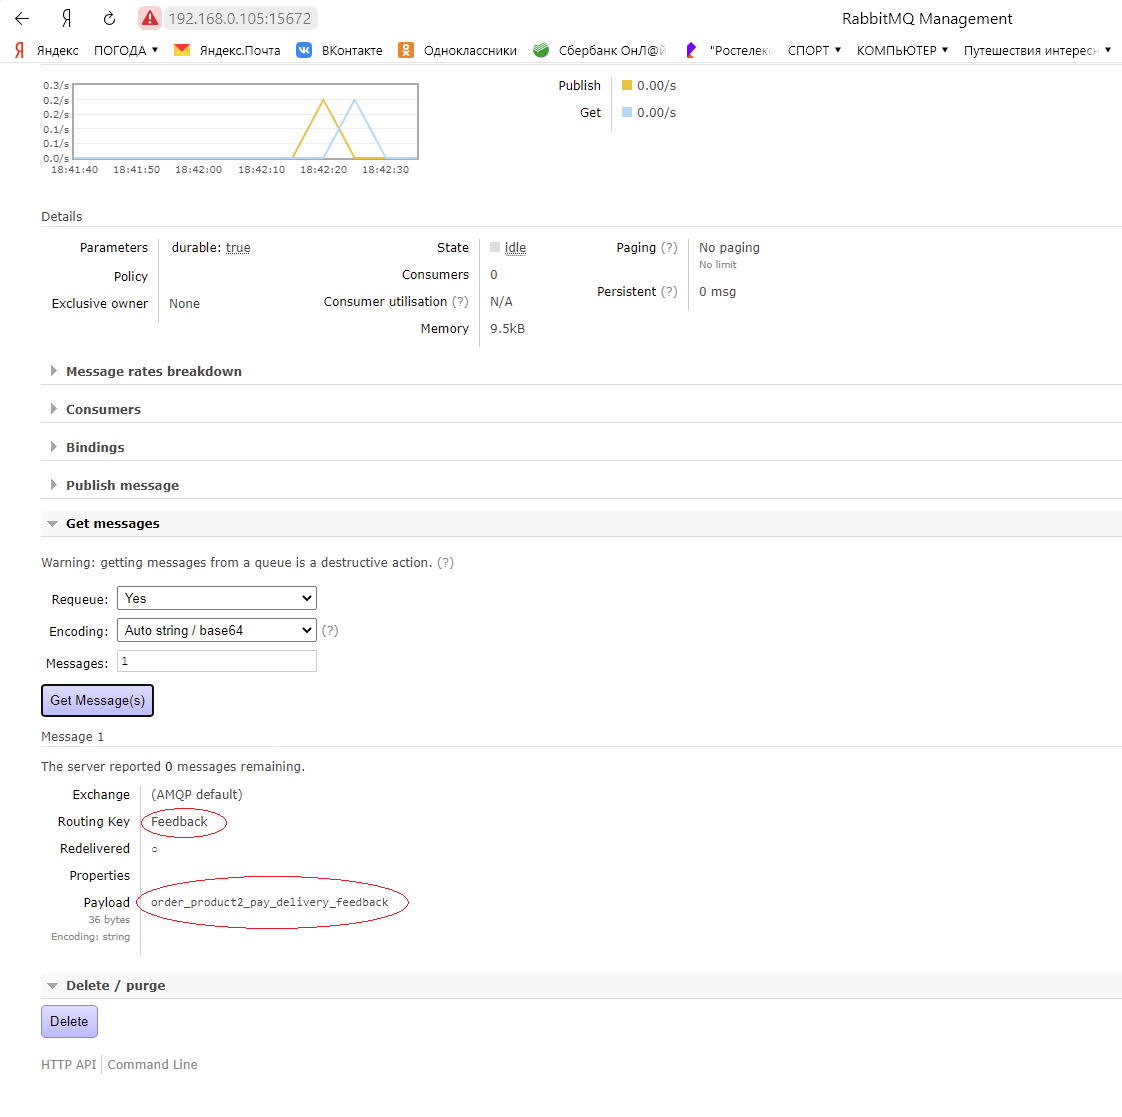 192.168.0.105:15672 RabbitMQ Management
Яндекс ПОГОДА Яндекс.Почта ВКонтакте Одноклассники Сбербанк ОнЛ@й "Ростелек СПОРТ КОМПЬЮТЕР Путешествия интересн
0.3/s
0.2/s
0.2/s
0.1/s
0.1/s
0.0/s
18:41:40 18:41:50 18:42:00 18:42:10 18:42:20 18:42:30
Publish 0.00/s
Get 0.00/s
Details
Parameters durable: true
Policy
Exclusive owner None
State idle
Consumers 0
Consumer utilisation (?) N/A
Memory 9.5kB
Paging (?) No paging
No limit
Persistent (?) 0 msg
Message rates breakdown
Consumers
Bindings
Publish message
Get messages
Warning: getting messages from a queue is a destructive action. (?)
Requeue: Yes
Encoding: Auto string / base64 (?)
Messages: 1
Get Message(s)
Message 1
The server reported 0 messages remaining.
Exchange (AMQP default)
Routing Key Feedback
Redelivered ○
Properties
Payload order_product2_pay_delivery_feedback
36 bytes
Encoding: string
Delete / purge
Delete
HTTP API Command Line